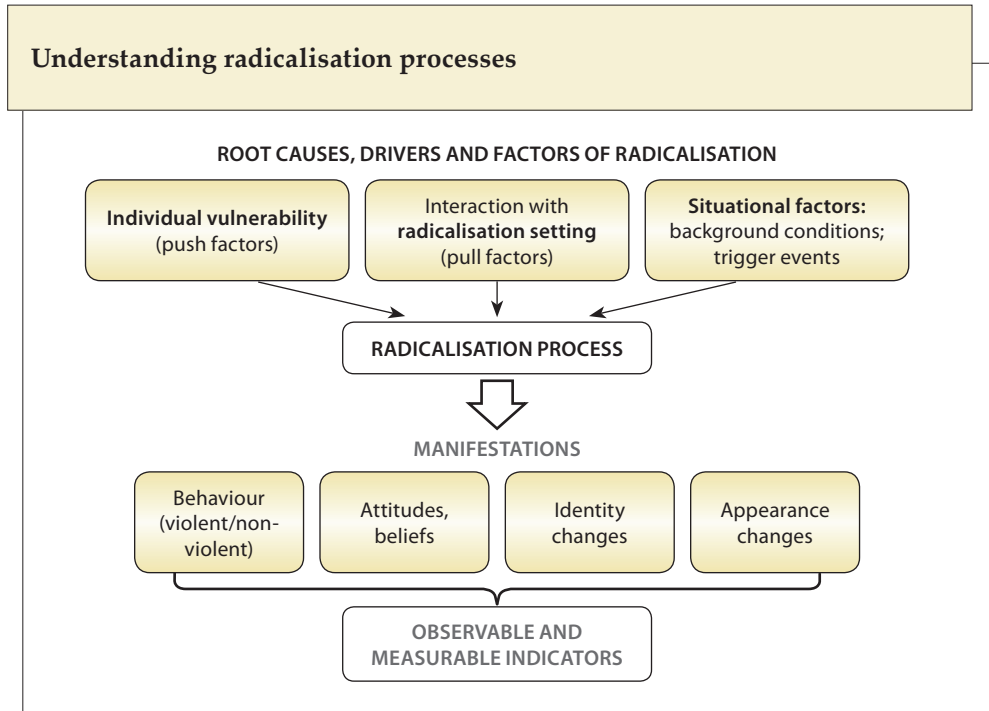 Understanding radicalisation processes
ROOT CAUSES, DRIVERS AND FACTORS OF RADICALISATION
Individual vulnerability
(push factors)
Interaction with
radicalisation setting
(pull factors)
Situational factors:
background conditions;
trigger events
RADICALISATION PROCESS
MANIFESTATIONS
Behaviour
(violent/non-
violent)
Attitudes,
beliefs
Identity
changes
Appearance
changes
OBSERVABLE AND
MEASURABLE INDICATORS